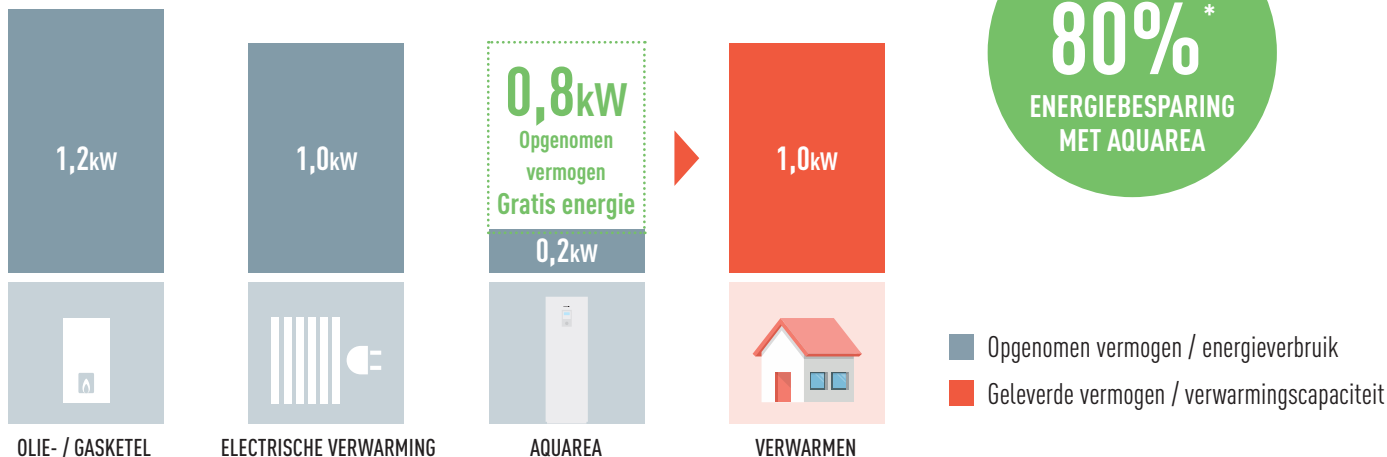 1,2kW
OLIE- / GASKETEL
1,0kW
ELECTRISCHE VERWARMING
0,8kW
Opgenomen
vermogen
Gratis energie
0,2kW
AQUAREA
1,0kW
VERWARMEN
80%*
ENERGIEBESPARING
MET AQUAREA
Opgenomen vermogen / energieverbruik
Geleverde vermogen / verwarmingscapaciteit